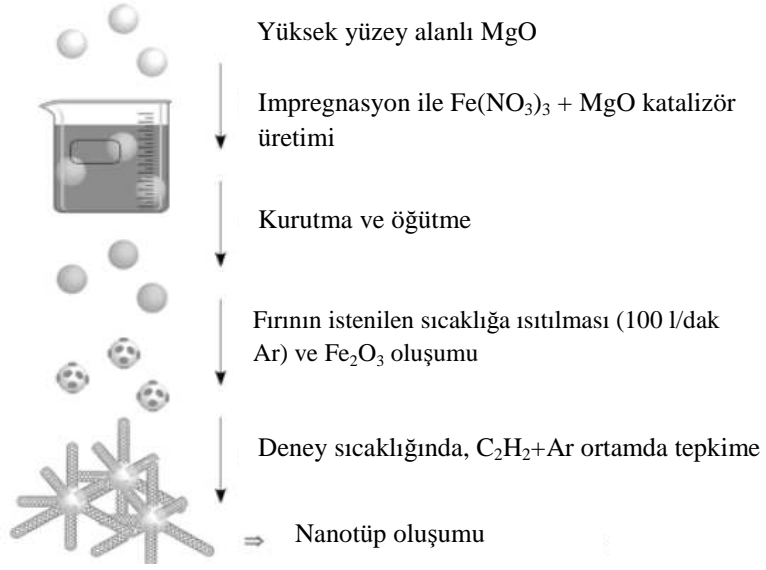 Yüksek yüzey alanlı MgO
Impregnasyon ile Fe(NO₃)₃ + MgO katalizör
üretimi
Kurutma ve öğütme
Fırının istenilen sıcaklığa ısıtılması (100 l/dak
Ar) ve Fe₂O₃ oluşumu
Deney sıcaklığında, C₂H₂+Ar ortamda tepkime
⇒ Nanotüp oluşumu